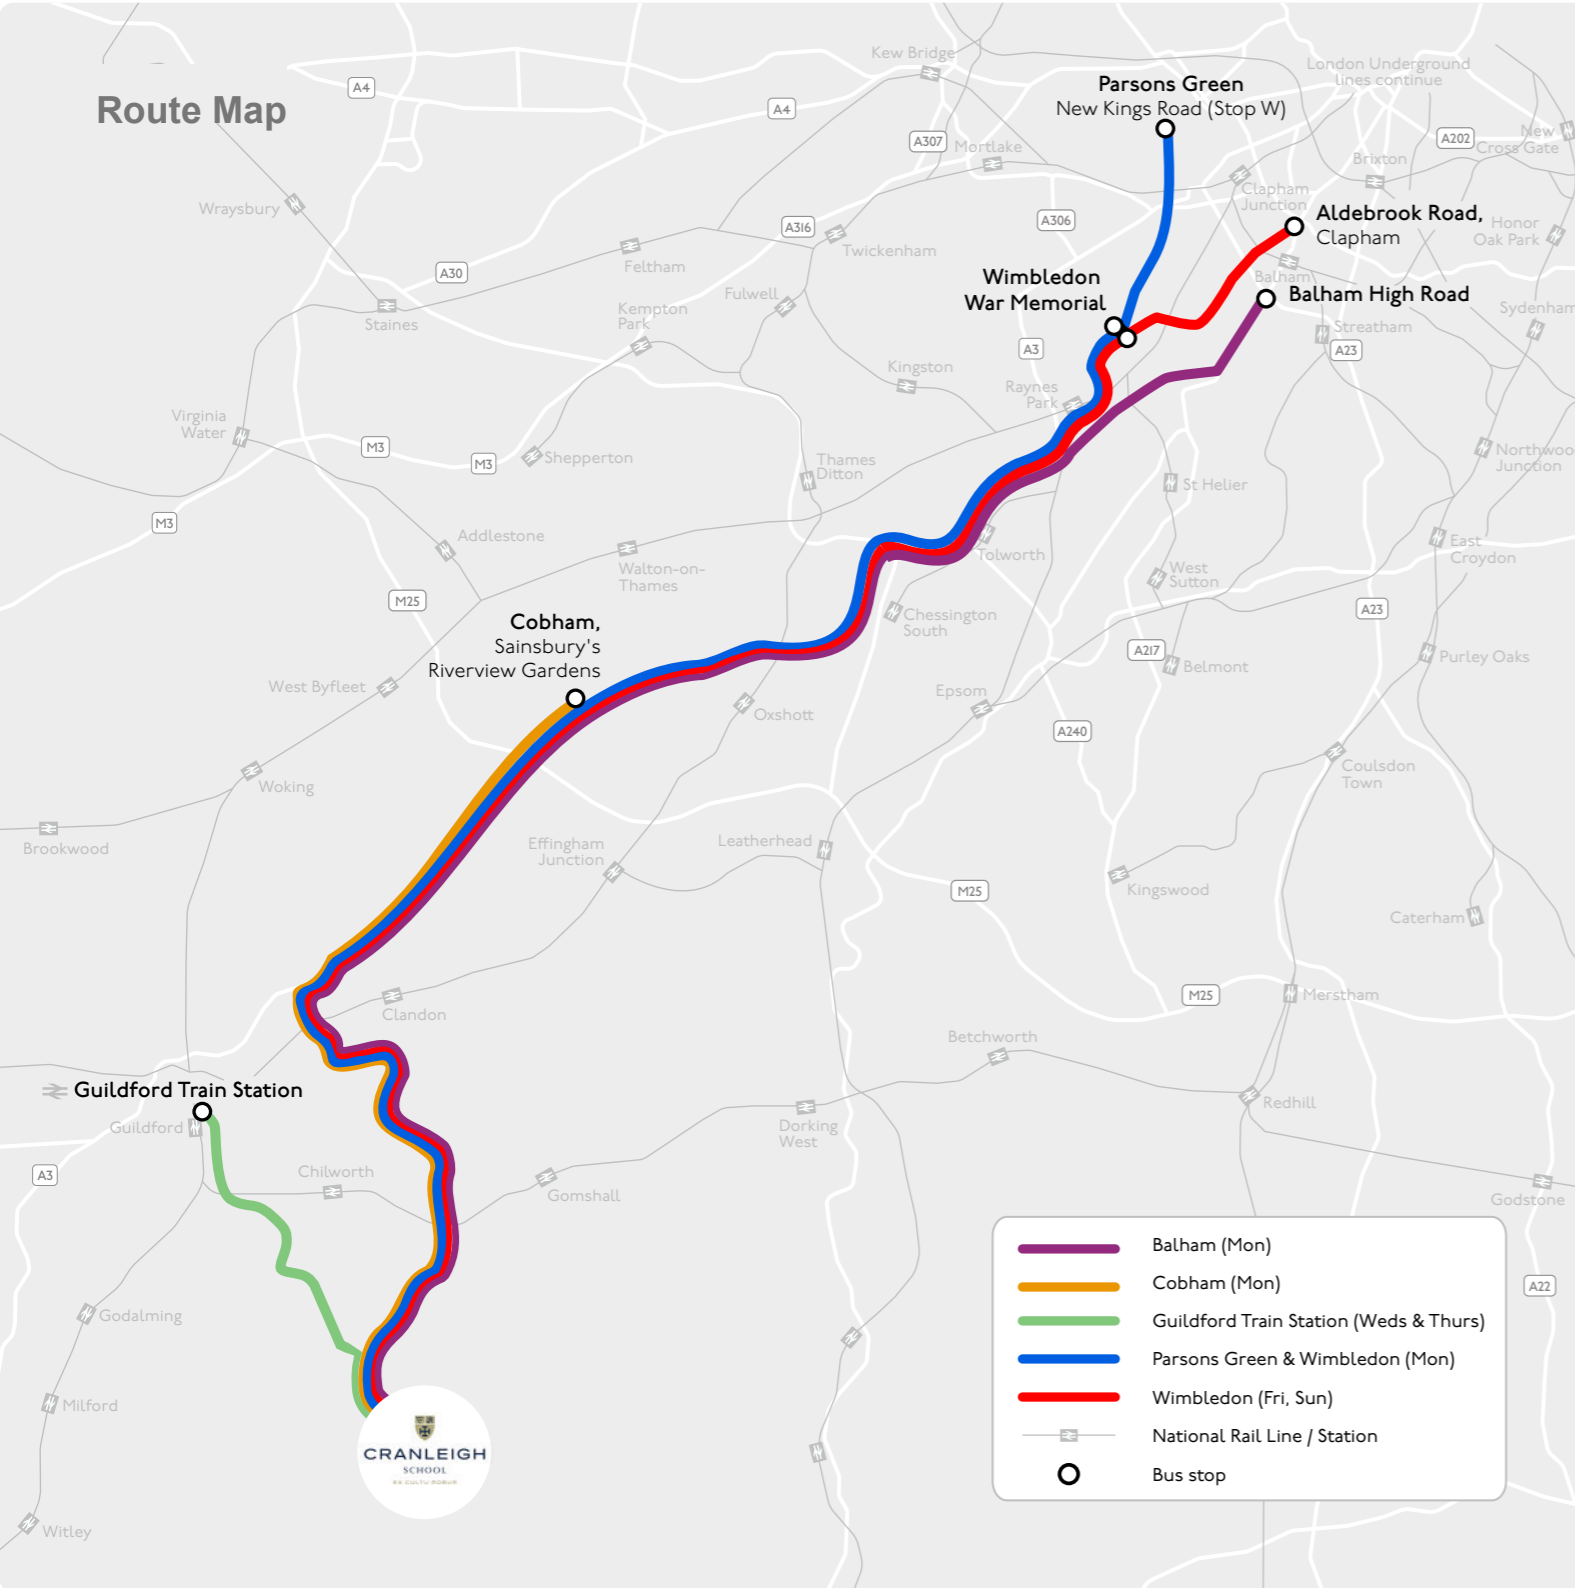 Route Map
Kew Bridge
London Underground
lines continue
A4
A4
Parsons Green
New Kings Road (Stop W)
A307
Mortlake
A202
New
Cross Gate
Brixton
Clapham
Junction
Wraysbury
A306
A316
Twickenham
Aldebrook Road,
Clapham
Honor
Oak Park
Feltham
A30
Wimbledon
War Memorial
Balham
Balham High Road
Fulwell
Kempton
Park
Staines
Sydenham
Streatham
A3
A23
Kingston
Raynes
Park
Virginia
Water
M3
M3
Shepperton
Thames
Ditton
Northwoo
Junction
St Helier
M3
Addlestone
Tolworth
East
Croydon
Walton-on-
Thames
West
Sutton
M25
A23
Cobham,
Sainsbury's
Riverview Gardens
Chessington
South
A217
Belmont
Purley Oaks
West Byfleet
Epsom
Oxshott
A240
Coulsdon
Town
Woking
Brookwood
Effingham
Junction
Leatherhead
M25
Kingswood
Caterham
Clandon
M25
Merstham
Betchworth
Guildford Train Station
Guildford
Redhill
Dorking
West
A3
Chilworth
Gomshall
Godstone
Balham (Mon)
Cobham (Mon)
A22
Godalming
Guildford Train Station (Weds & Thurs)
Parsons Green & Wimbledon (Mon)
Wimbledon (Fri, Sun)
Milford
National Rail Line / Station
CRANLEIGH
SCHOOL
EX CULTU ROBUR
Bus stop
Witley